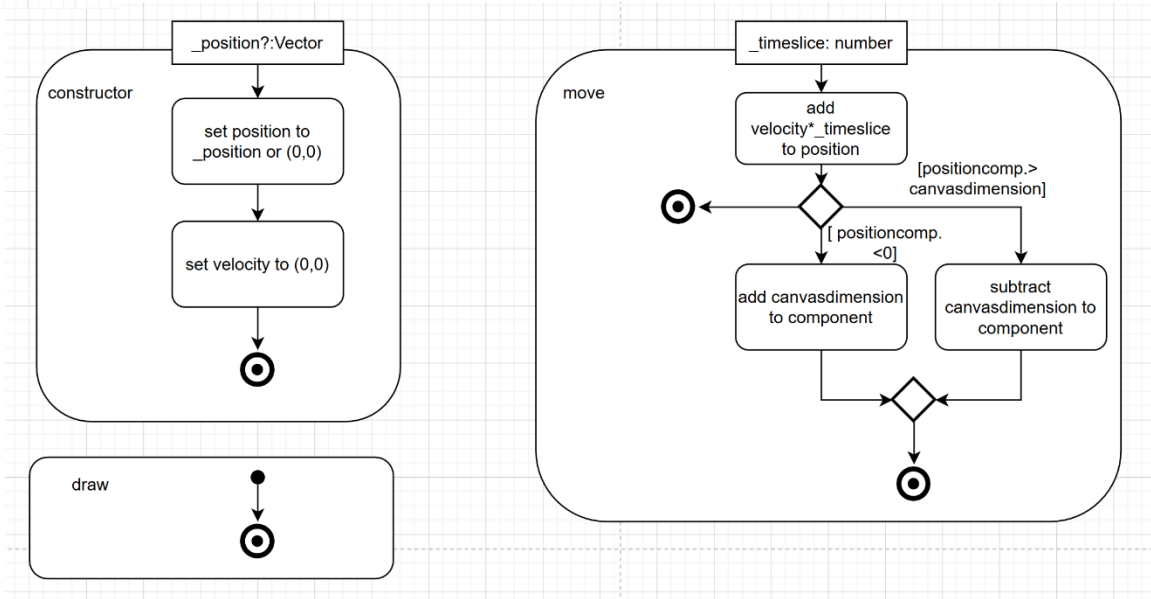 _position?:Vector
constructor
set position to
_position or (0,0)
set velocity to (0,0)
draw
_timeslice: number
move
add
velocity*_timeslice
to position
[positioncomp.>
canvasdimension]
[ positioncomp.
<0]
add canvasdimension
to component
subtract
canvasdimension to
component